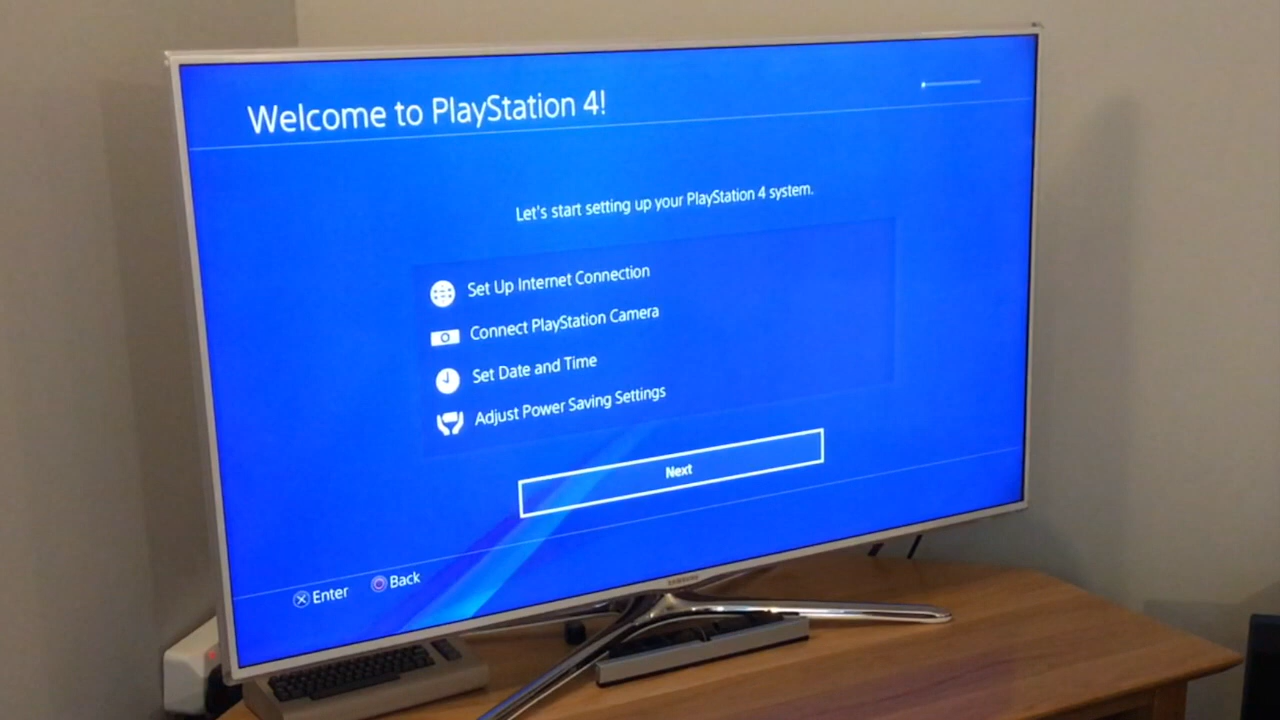 Welcome to PlayStation 4!
Let's start setting up your PlayStation 4 system.
Set Up Internet Connection
Connect PlayStation Camera
Set Date and Time
Adjust Power Saving Settings
Next
Enter
Back
SAMSUNG